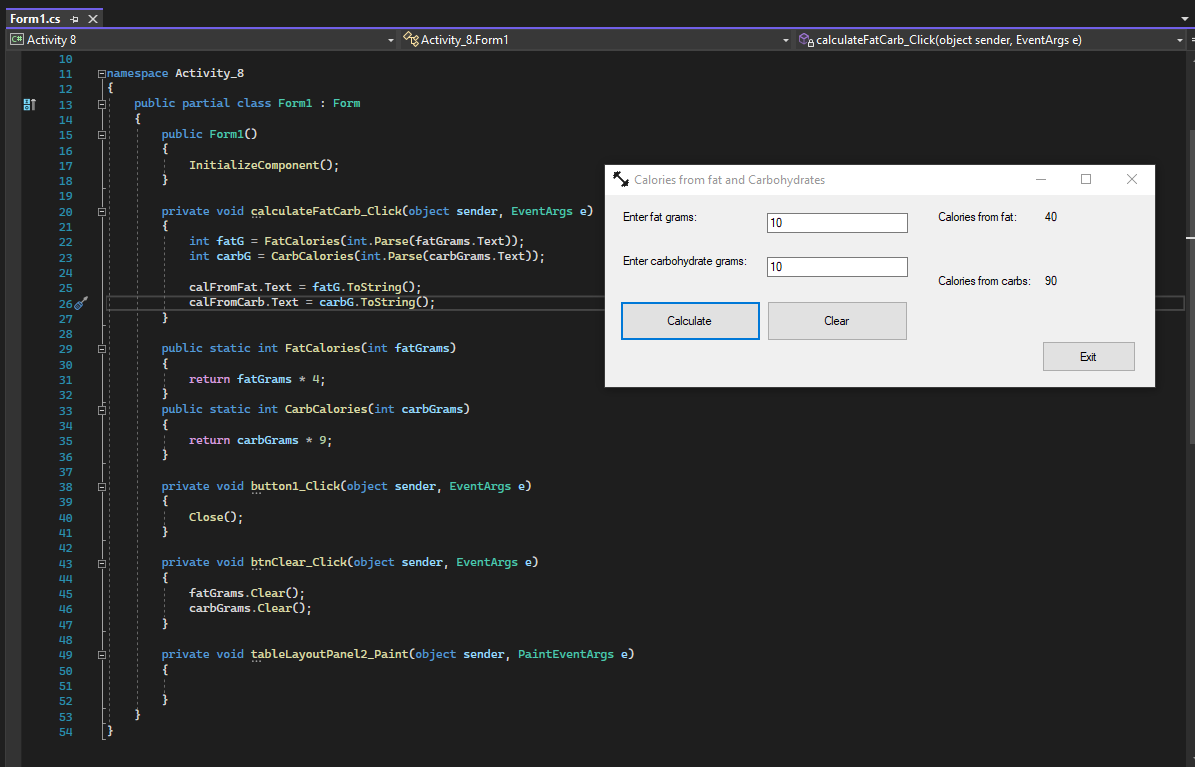 Form1.cs
Activity 8
Activity_8.Form1
calculateFatCarb_Click(object sender, EventArgs e)
10
11 namespace Activity_8
12 {
13 public partial class Form1 : Form
14 {
15 public Form1()
16 {
17 InitializeComponent();
18 }
19
20 private void calculateFatCarb_Click(object sender, EventArgs e)
21 {
22 int fatG = FatCalories(int.Parse(fatGrams.Text));
23 int carbG = CarbCalories(int.Parse(carbGrams.Text));
24
25 calFromFat.Text = fatG.ToString();
26 calFromCarb.Text = carbG.ToString();
27 }
28
29 public static int FatCalories(int fatGrams)
30 {
31 return fatGrams * 4;
32 }
33 public static int CarbCalories(int carbGrams)
34 {
35 return carbGrams * 9;
36 }
37
38 private void button1_Click(object sender, EventArgs e)
39 {
40 Close();
41 }
42
43 private void btnClear_Click(object sender, EventArgs e)
44 {
45 fatGrams.Clear();
46 carbGrams.Clear();
47 }
48
49 private void tableLayoutPanel2_Paint(object sender, PaintEventArgs e)
50 {
51
52 }
53 }
54 }
Calories from fat and Carbohydrates
Enter fat grams: 10 Calories from fat: 40
Enter carbohydrate grams: 10
Calories from carbs: 90
Calculate Clear
Exit